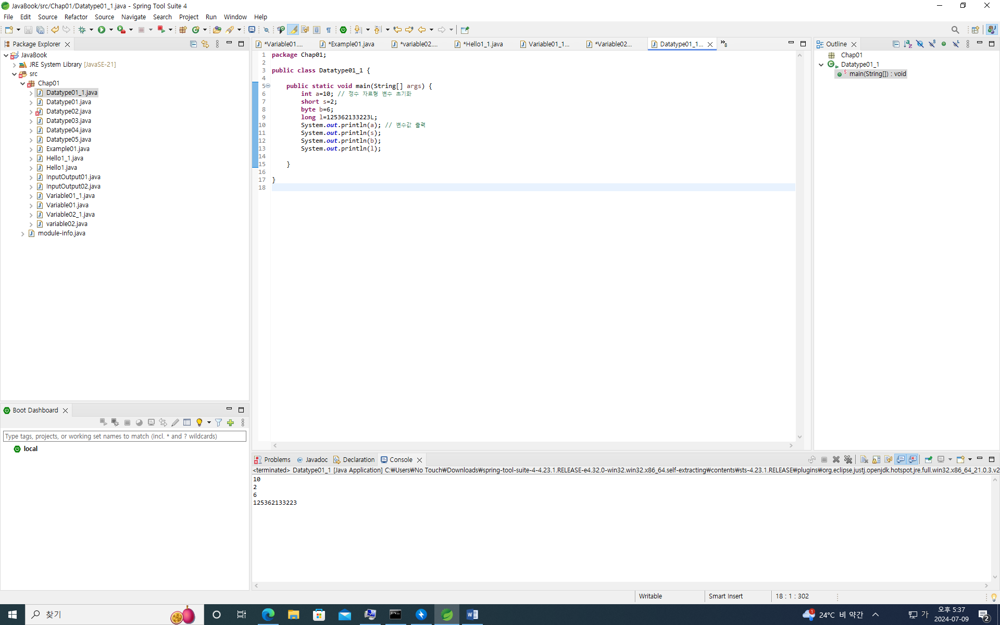 JavaBook/src/Chap01/Datatype01_1.java - Spring Tool Suite 4
File Edit Source Refactor Source Navigate Search Project Run Window Help
Package Explorer
JavaBook
JRE System Library [JavaSE-21]
src
Chap01
Datatype01_1.java
Datatype01.java
Datatype02.java
Datatype03.java
Datatype04.java
Datatype05.java
Example01.java
Hello1_1.java
Hello1.java
InputOutput01.java
InputOutput02.java
Variable01_1.java
Variable01.java
Variable02_1.java
variable02.java
module-info.java
Boot Dashboard
Type tags, projects, or working set names to match (incl. * and ? wildcards)
local
*Variable01.... *Example01.java *variable02.... *Hello1_1.java Variable01_1... *Variable02... Datatype01_1... »8
1 package Chap01;
2
3 public class Datatype01_1 {
4
5 public static void main(String[] args) {
6 int a=10; // 정수 자료형 변수 초기화
7 short s=2;
8 byte b=6;
9 long l=125362133223L;
10 System.out.println(a); // 변수값 출력
11 System.out.println(s);
12 System.out.println(b);
13 System.out.println(l);
14
15 }
16
17 }
18
Outline
Chap01
Datatype01_1
main(String[]) : void
Problems @ Javadoc Declaration Console
<terminated> Datatype01_1 [Java Application] C:₩Users₩No Touch₩Downloads₩spring-tool-suite-4-4.23.1.RELEASE-e4.32.0-win32.win32.x86_64.self-extracting₩contents₩sts-4.23.1.RELEASE₩plugins₩org.eclipse.justj.openjdk.hotspot.jre.full.win32.x86_64_21.0.3.v2
10
2
6
125362133223
Writable Smart Insert 18 : 1 : 302
찾기
1 24°C 비 약간 가 오후 5:37
2024-07-09 2